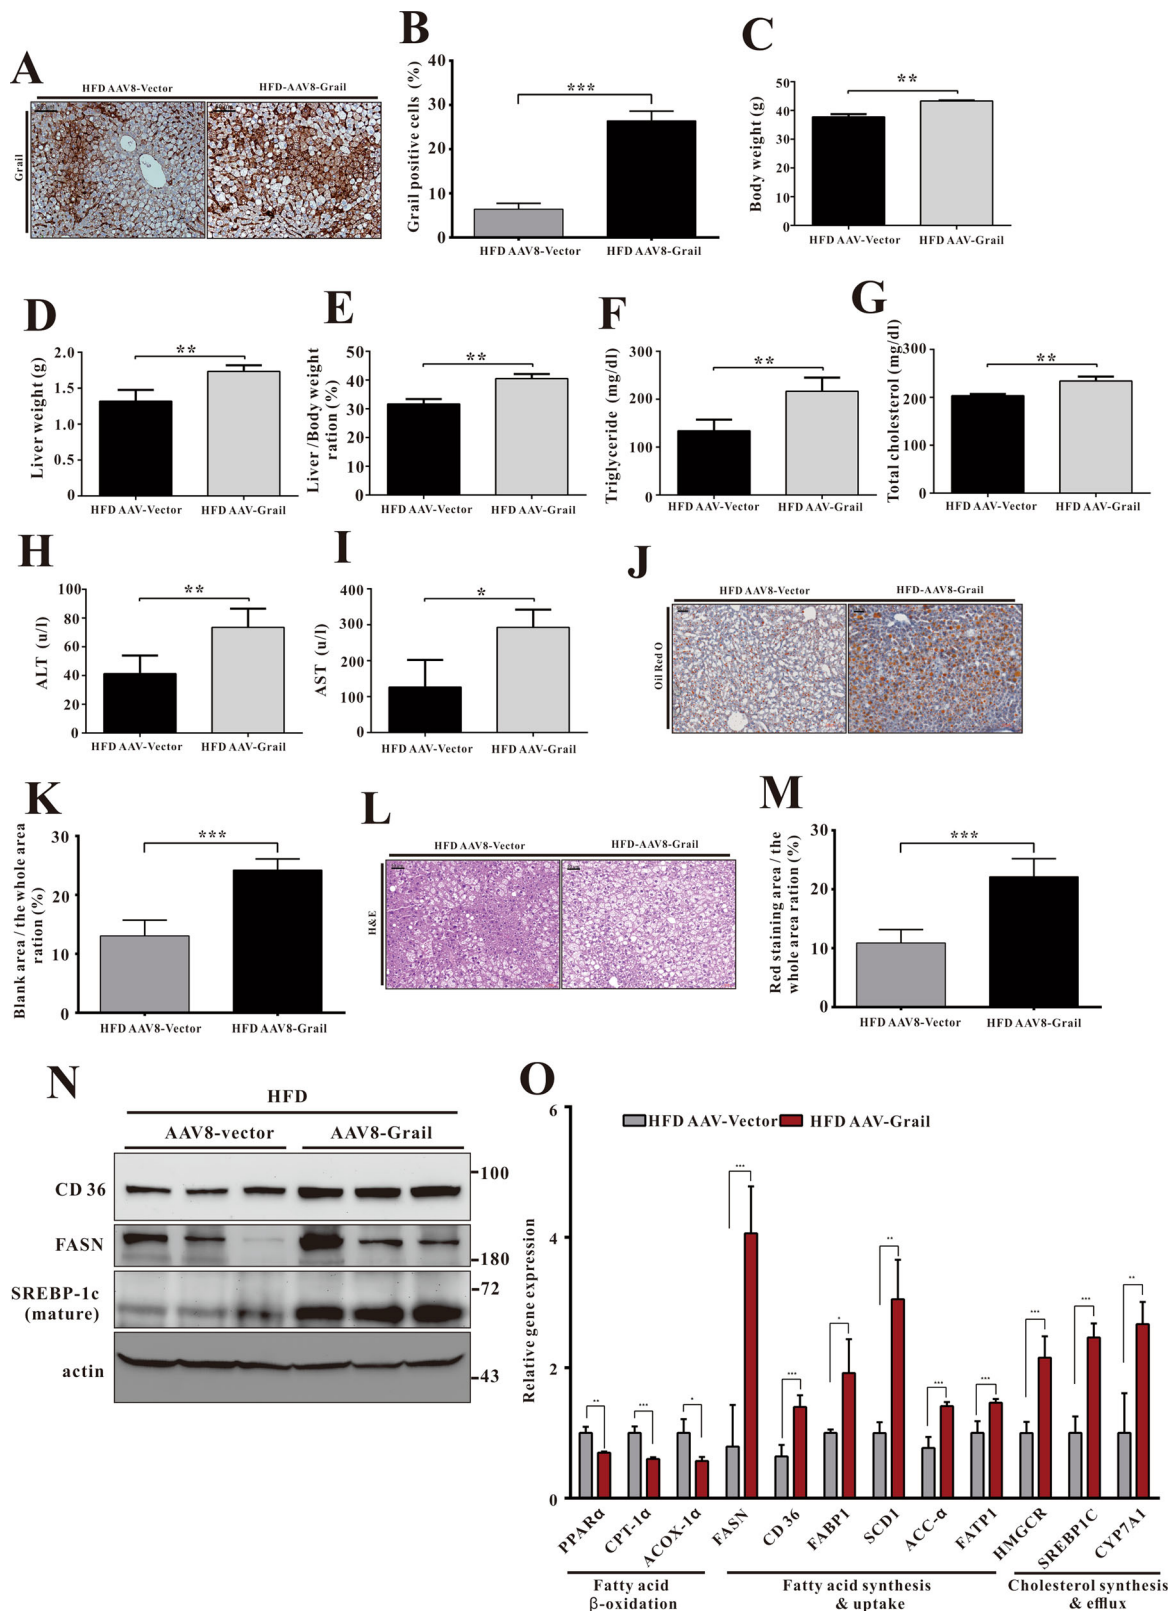 A
HFD AAV8-Vector
HFD-AAV8-Grail
Grail
B
Grail positive cells (%)
40
30
20
10
0
***
HFD AAV8-Vector
HFD AAV8-Grail
C
Body weight (g)
50
40
30
20
10
0
**
HFD AAV-Vector
HFD AAV-Grail
D
Liver weight (g)
2.0
1.5
1.0
0.5
0
**
HFD AAV-Vector
HFD AAV-Grail
E
Liver /Body weight
ration (%)
50
40
30
20
10
0
**
HFD AAV-Vector
HFD AAV-Grail
F
Triglyceride (mg/dl)
300
200
100
0
**
HFD AAV-Vector
HFD AAV-Grail
G
Total cholesterol (mg/dl)
300
200
100
0
**
HFD AAV-Vector
HFD AAV-Grail
H
ALT (u/l)
100
80
60
40
20
0
**
HFD AAV-Vector
HFD AAV-Grail
I
AST (u/l)
400
300
200
100
0
*
HFD AAV-Vector
HFD AAV-Grail
J
HFD AAV8-Vector
HFD-AAV8-Grail
Oil Red O
K
Blank area / the whole area
ration (%)
30
20
10
0
***
HFD AAV8-Vector
HFD AAV8-Grail
L
HFD AAV8-Vector
HFD-AAV8-Grail
H&E
M
Red staining area / the
whole area ration (%)
30
20
10
0
***
HFD AAV8-Vector
HFD AAV8-Grail
N
HFD
AAV8-vector
AAV8-Grail
CD 36
100
FASN
180
SREBP-1c
(mature)
72
actin
43
O
Relative gene expression
6
4
2
0
HFD AAV-Vector
HFD AAV-Grail
**
***
*
***
***
*
**
***
***
***
***
**
PPARα
CPT-1α
ACOX-1α
FASN
CD 36
FABP1
SCD1
ACC-α
FATP1
HMGCR
SREBP1C
CYP7A1
Fatty acid
β-oxidation
Fatty acid synthesis
& uptake
Cholesterol synthesis
& efflux